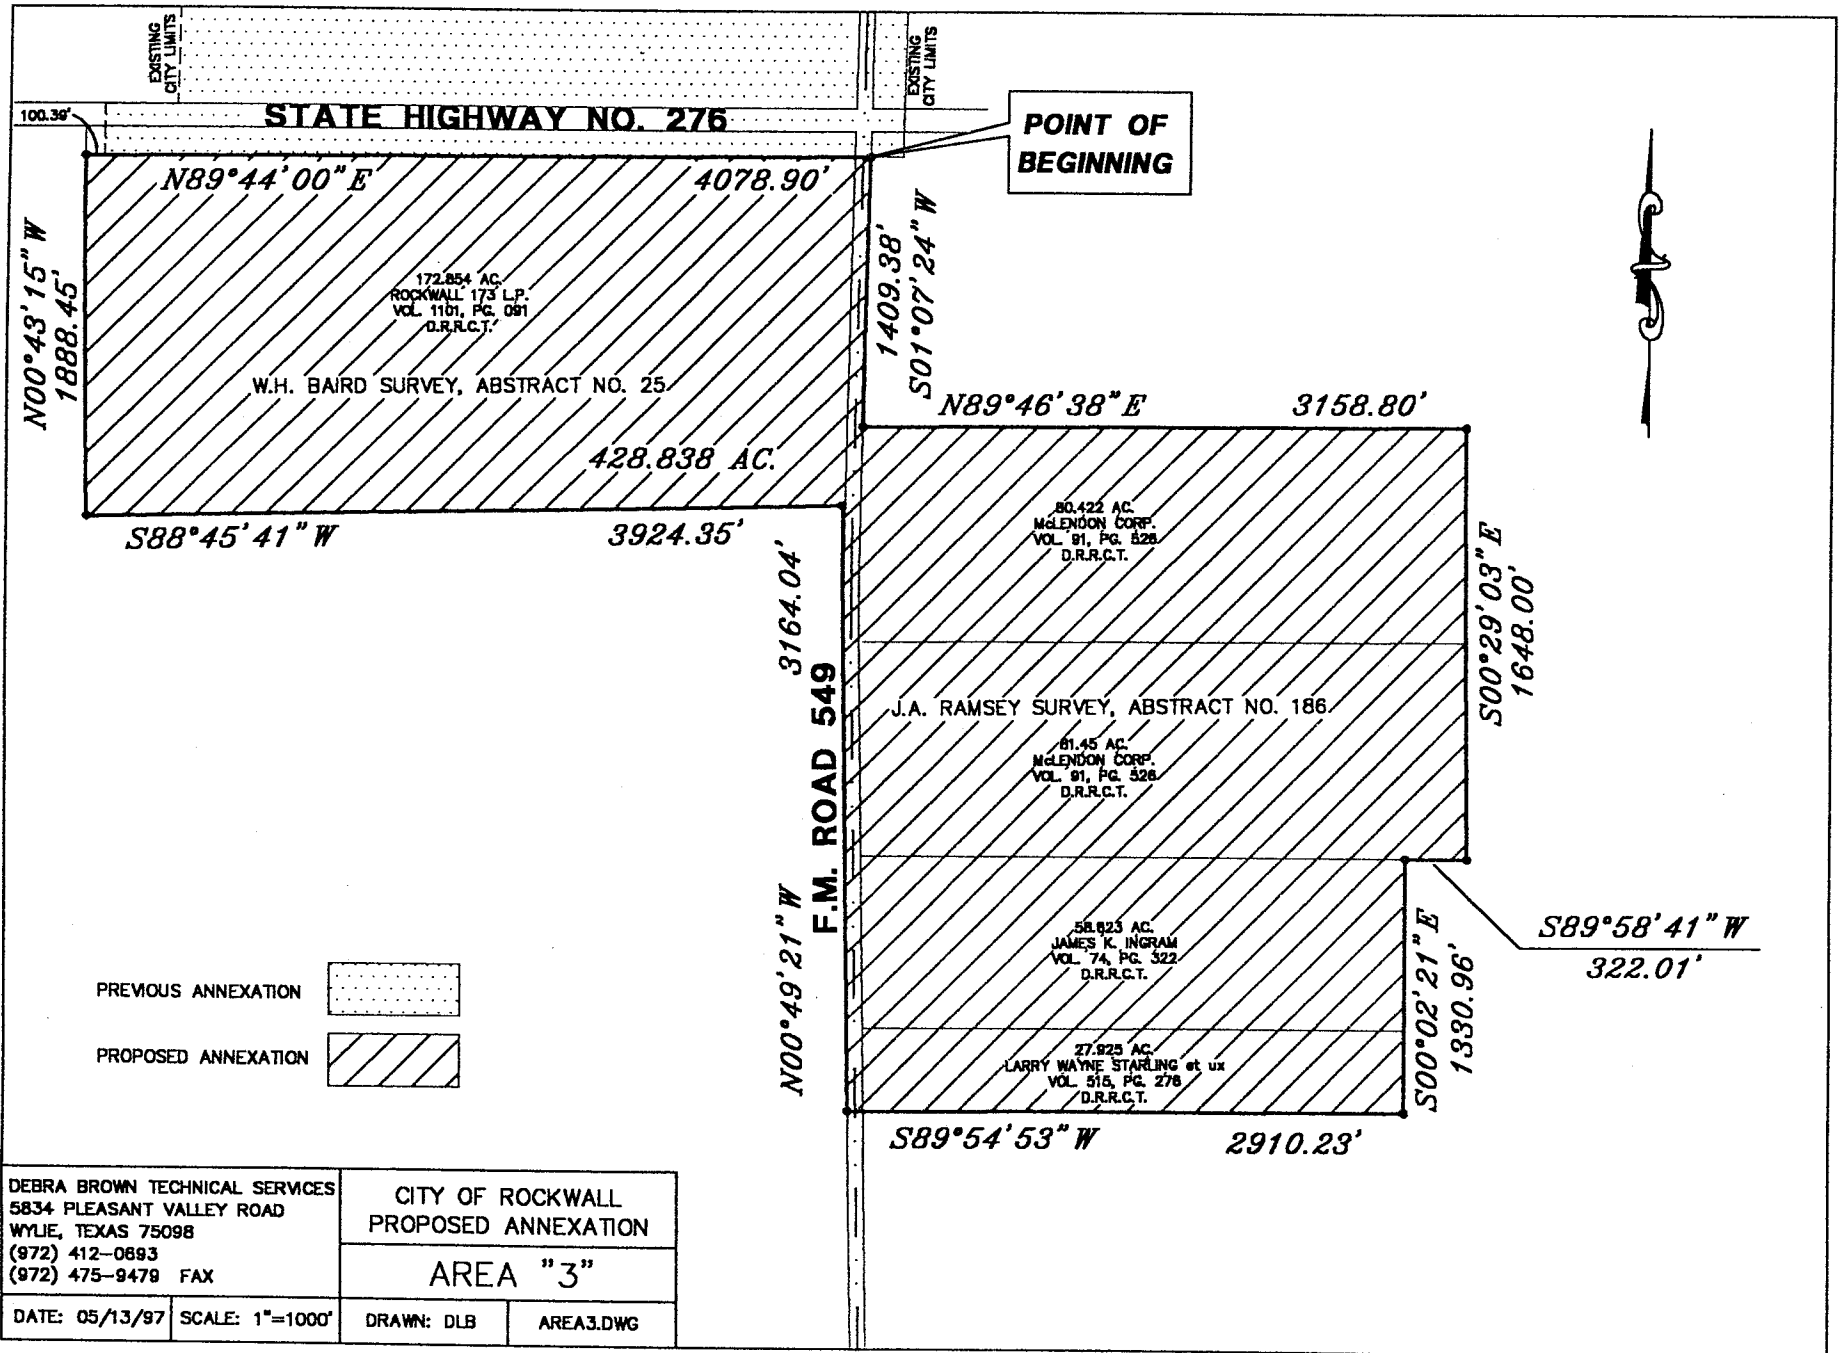 EXISTING
CITY LIMITS
EXISTING
CITY LIMITS
100.39'
STATE HIGHWAY NO. 276
POINT OF
BEGINNING
N89°44'00"E
4078.90'
N00°43'15"W
1888.45'
172.854 AC.
ROCKWALL 173 L.P.
VOL. 1101, PG. 091
D.R.R.C.T.
1409.38'
S01°07'24"W
W.H. BAIRD SURVEY, ABSTRACT NO. 25
428.838 AC.
N89°46'38"E
3158.80'
S88°45'41"W
3924.35'
80.422 AC.
McLENDON CORP.
VOL. 91, PG. 526
D.R.R.C.T.
S00°29'03"E
1648.00'
3164.04'
N00°49'21"W
F.M. ROAD 549
J.A. RAMSEY SURVEY, ABSTRACT NO. 186
81.45 AC.
McLENDON CORP.
VOL. 91, PG. 526
D.R.R.C.T.
58.623 AC.
JAMES K. INGRAM
VOL. 74, PG. 322
D.R.R.C.T.
S00°02'21"E
1330.96'
S89°58'41"W
322.01'
27.925 AC.
LARRY WAYNE STARLING et ux
VOL. 515, PG. 276
D.R.R.C.T.
S89°54'53"W
2910.23'
PREVIOUS ANNEXATION
PROPOSED ANNEXATION
DEBRA BROWN TECHNICAL SERVICES
5834 PLEASANT VALLEY ROAD
WYLIE, TEXAS 75098
(972) 412-0693
(972) 475-9479 FAX
CITY OF ROCKWALL
PROPOSED ANNEXATION
AREA "3"
DATE: 05/13/97
SCALE: 1"=1000'
DRAWN: DLB
AREA3.DWG